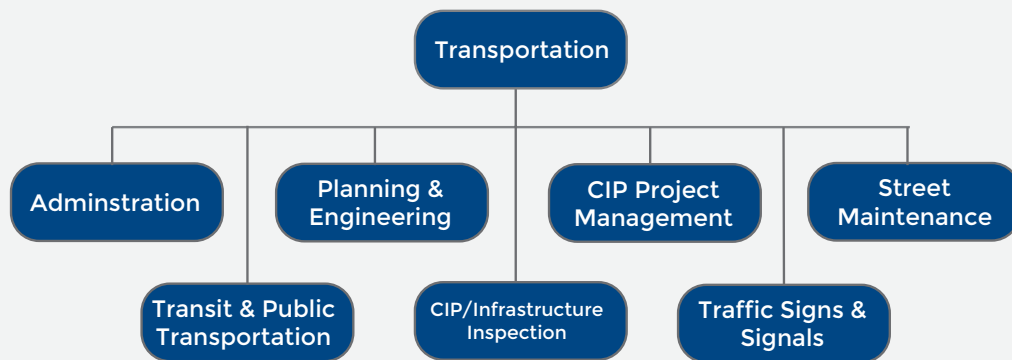 Transportation
Adminstration
Planning &
Engineering
CIP Project
Management
Street
Maintenance
Transit & Public
Transportation
CIP/Infrastructure
Inspection
Traffic Signs &
Signals